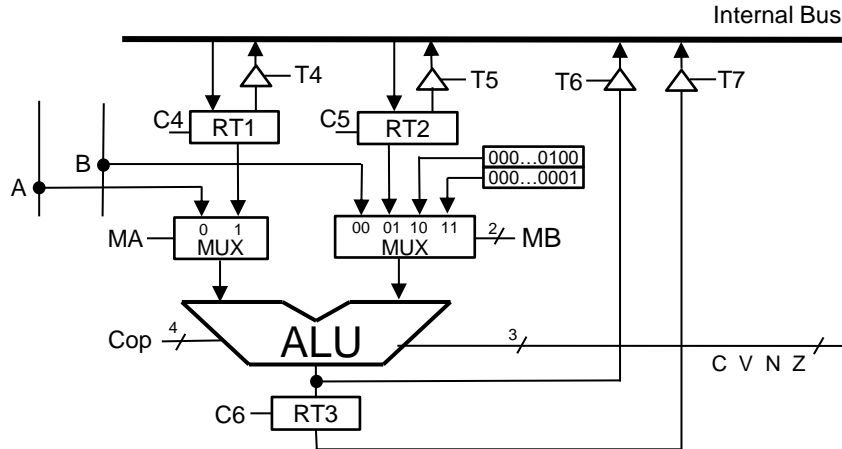 Internal Bus
T4
T5
T6
T7
C4
RT1
C5
RT2
B
000...0100
000...0001
A
0 1
MUX
MA
00 01 10 11
MUX
2
MB
Cop
4
ALU
3
C V N Z
C6
RT3